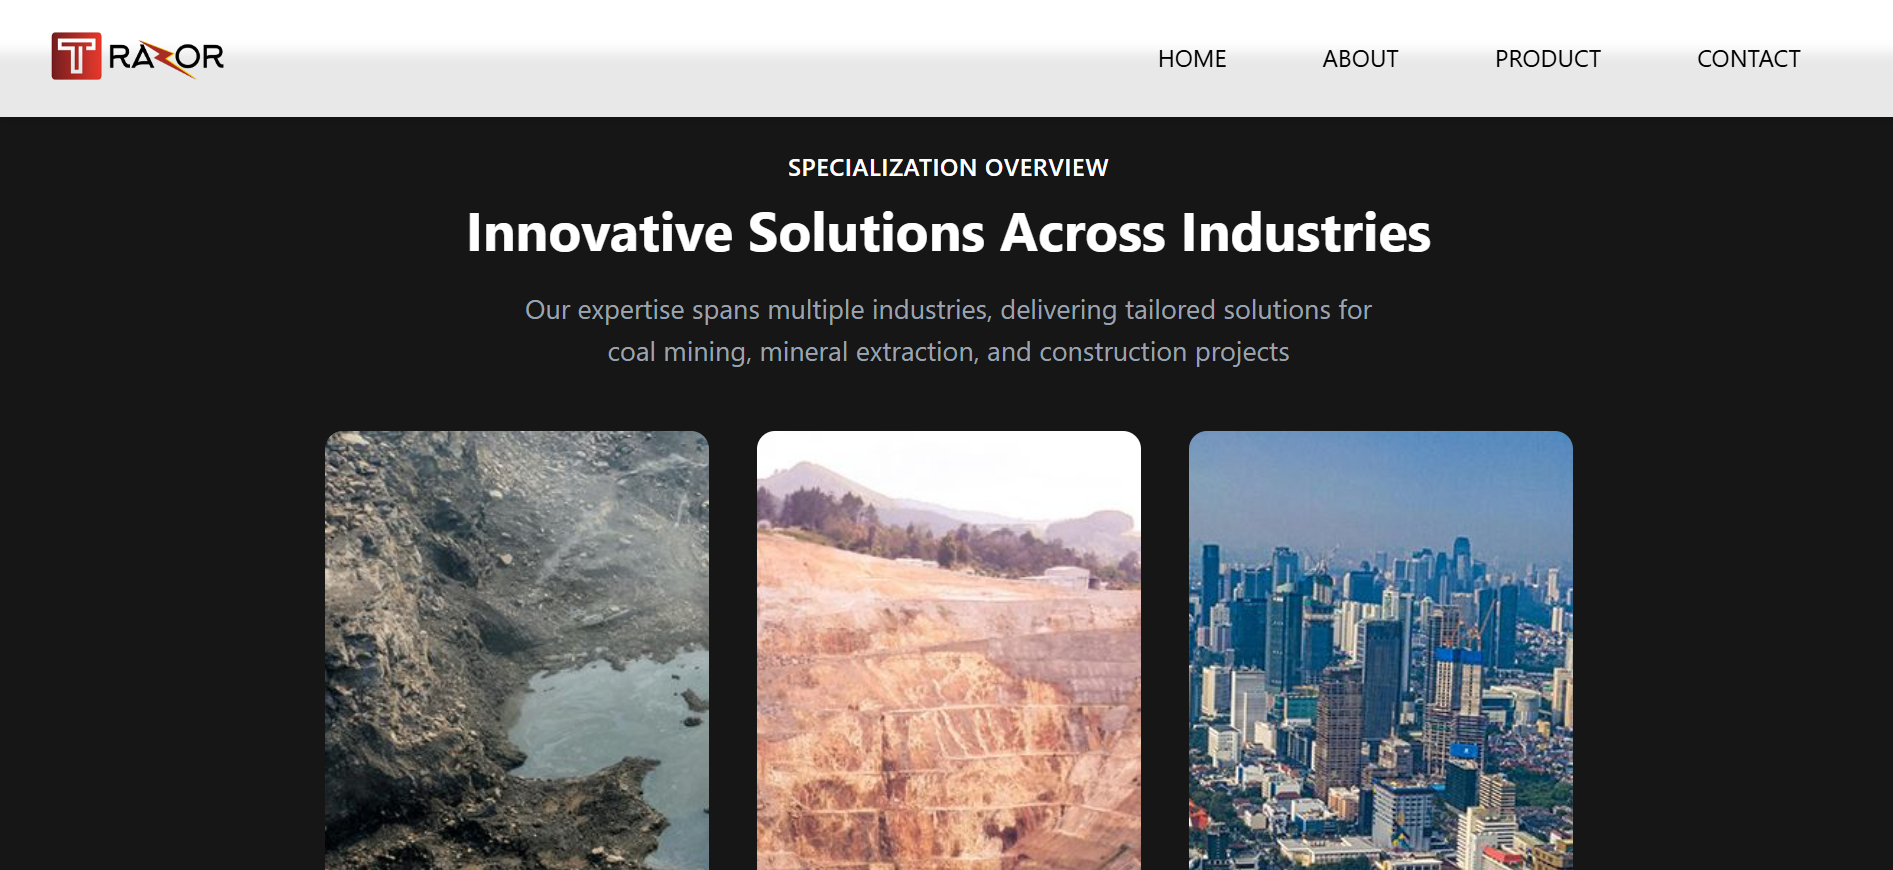 T RAZOR
HOME
ABOUT
PRODUCT
CONTACT
SPECIALIZATION OVERVIEW
Innovative Solutions Across Industries
Our expertise spans multiple industries, delivering tailored solutions for
coal mining, mineral extraction, and construction projects